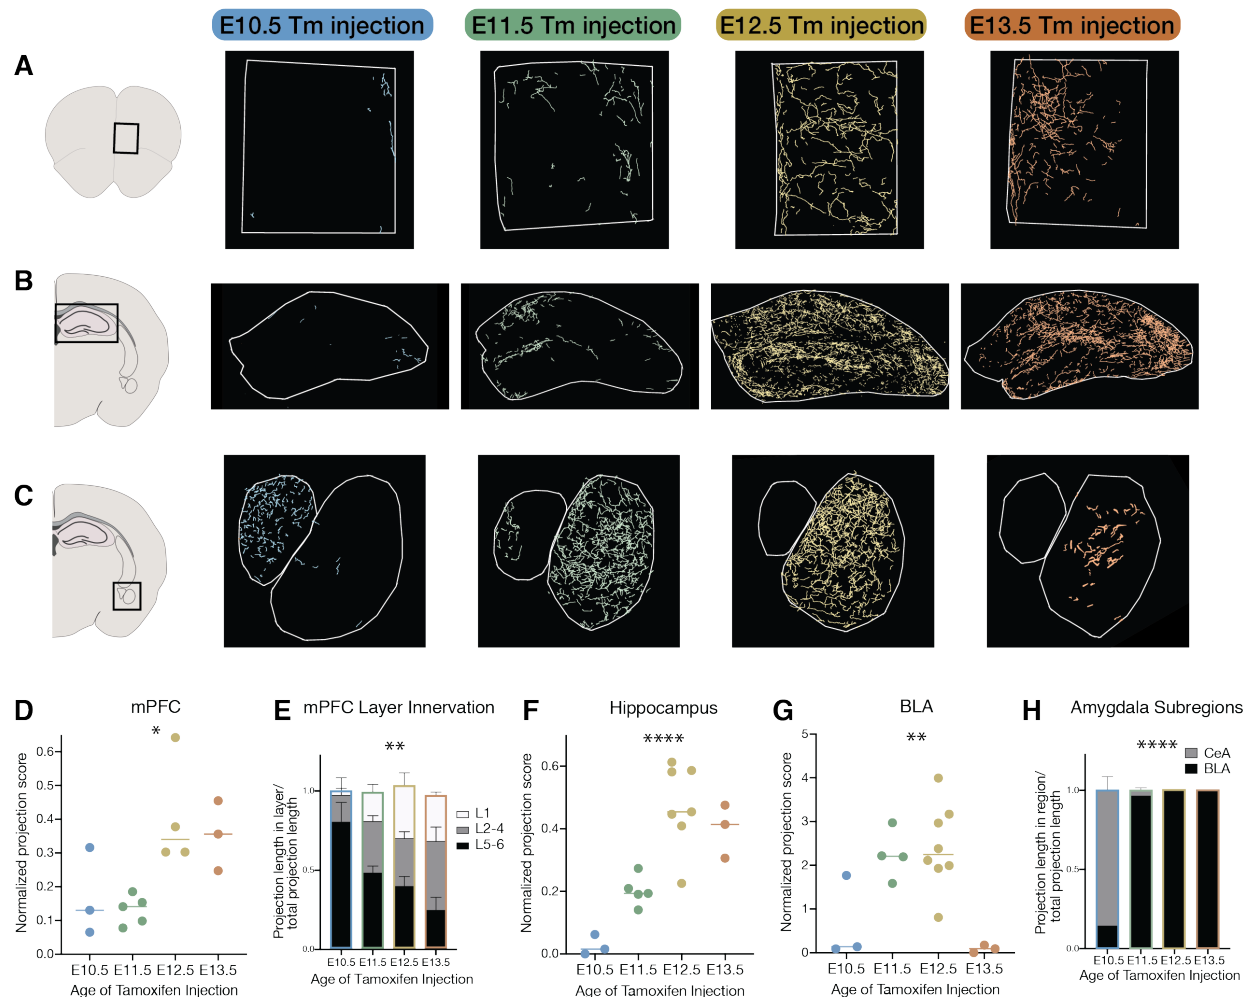 E10.5 Tm injection
E11.5 Tm injection
E12.5 Tm injection
E13.5 Tm injection
A
B
C
D
mPFC
*
Normalized projection score
0.6
0.5
0.4
0.3
0.2
0.1
0.0
E10.5 E11.5 E12.5 E13.5
Age of Tamoxifen Injection
E
mPFC Layer Innervation
**
Projection length in layer/
total projection length
1.0
0.5
0.0
L1
L2-4
L5-6
E10.5 E11.5 E12.5 E13.5
Age of Tamoxifen Injection
F
Hippocampus
****
Normalized projection score
0.6
0.4
0.2
0.0
E10.5 E11.5 E12.5 E13.5
Age of Tamoxifen Injection
G
BLA
**
Normalized projection score
5
4
3
2
1
0
E10.5 E11.5 E12.5 E13.5
Age of Tamoxifen Injection
H
Amygdala Subregions
****
CeA
BLA
Projection length in region/
total projection length
1.0
0.5
0.0
E10.5 E11.5 E12.5 E13.5
Age of Tamoxifen Injection